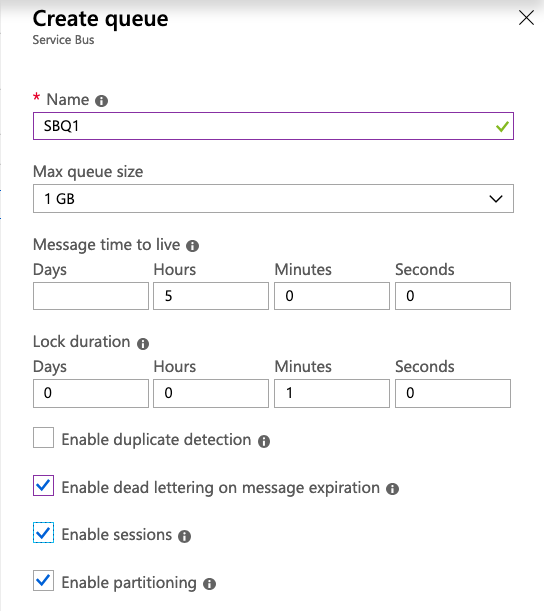 Create queue
Service Bus
* Name
SBQ1
Max queue size
1 GB
Message time to live
Days Hours Minutes Seconds
5 0 0
Lock duration
Days Hours Minutes Seconds
0 0 1 0
Enable duplicate detection
Enable dead lettering on message expiration
Enable sessions
Enable partitioning